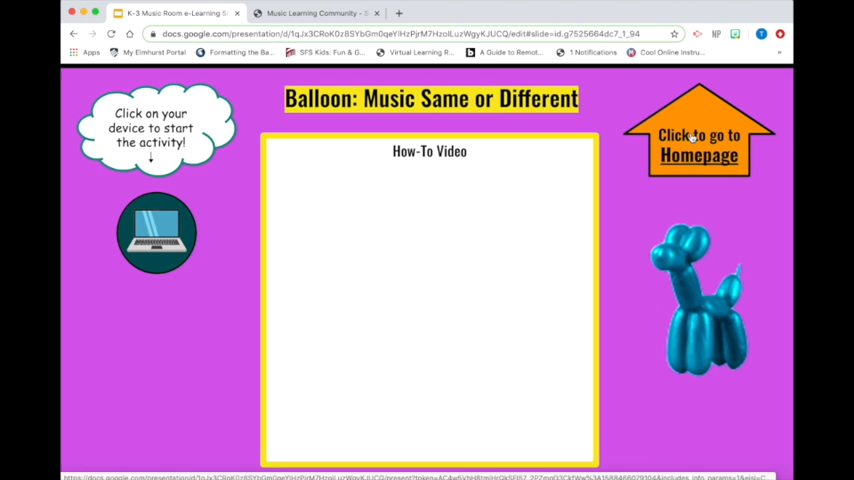 K-3 Music Room e-Learning S
Music Learning Community - S
docs.google.com/presentation/d/1qJx3CRoK0z8SYbGm0qeYlHzPjrM7HzolLuzWgyKJUCQ/edit#slide=id.g7525664dc7_1_94
NP
T
Apps
My Elmhurst Portal
Formatting the Ba...
SFS Kids: Fun & G...
Virtual Learning R...
A Guide to Remot...
1 Notifications
Cool Online Instru...
»
Click on your
device to start
the activity!
↓
Balloon: Music Same or Different
How-To Video
Click to go to
Homepage